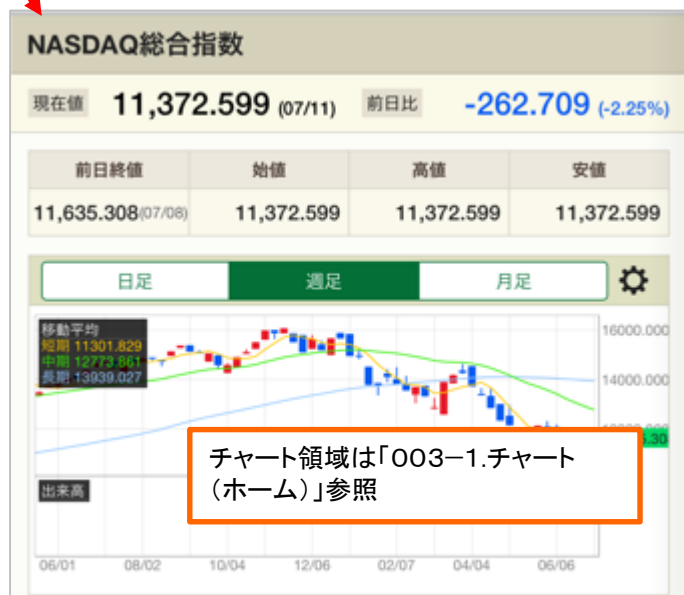 NASDAQ総合指数
現在値 11,372.599 (07/11) 前日比 -262.709 (-2.25%)
前日終値 始値 高値 安値
11,635.308(07/08) 11,372.599 11,372.599 11,372.599
日足 週足 月足
移動平均
短期 11301.829
中期 12773.861
長期 13939.027
16000.000
14000.000
チャート領域は「003－1.チャート
（ホーム）」参照
出来高
06/01 08/02 10/04 12/06 02/07 04/04 06/06